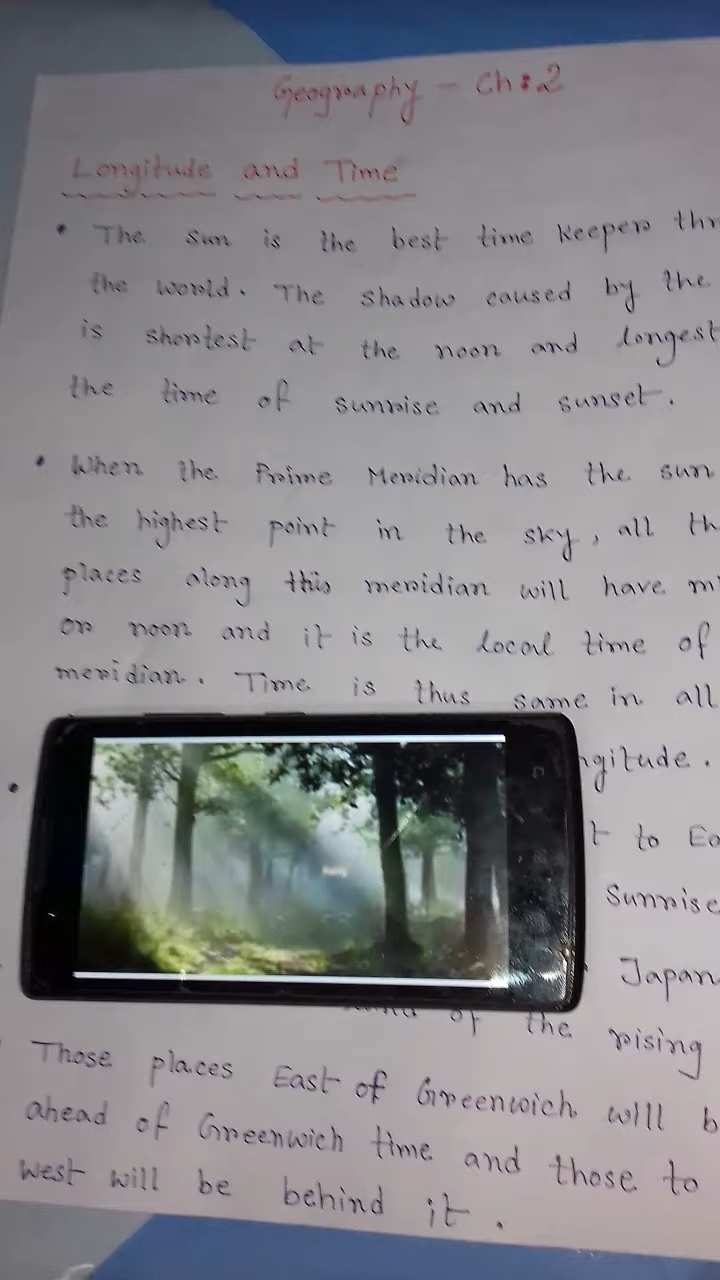 Geography - Ch:2
Longitude and Time
• The Sun is the best time keeper
the world. The shadow caused by the
is shortest at the noon and longest
the time of sunrise and sunset.
• When the Prime Meridian has the sun
the highest point in the sky, all
places along this meridian will have
or noon and it is the local time of
meridian. Time is thus same in all
to
Sunrise
Japan
of the rising
Those places East of Greenwich will
ahead of Greenwich time and those to
west will be behind it.